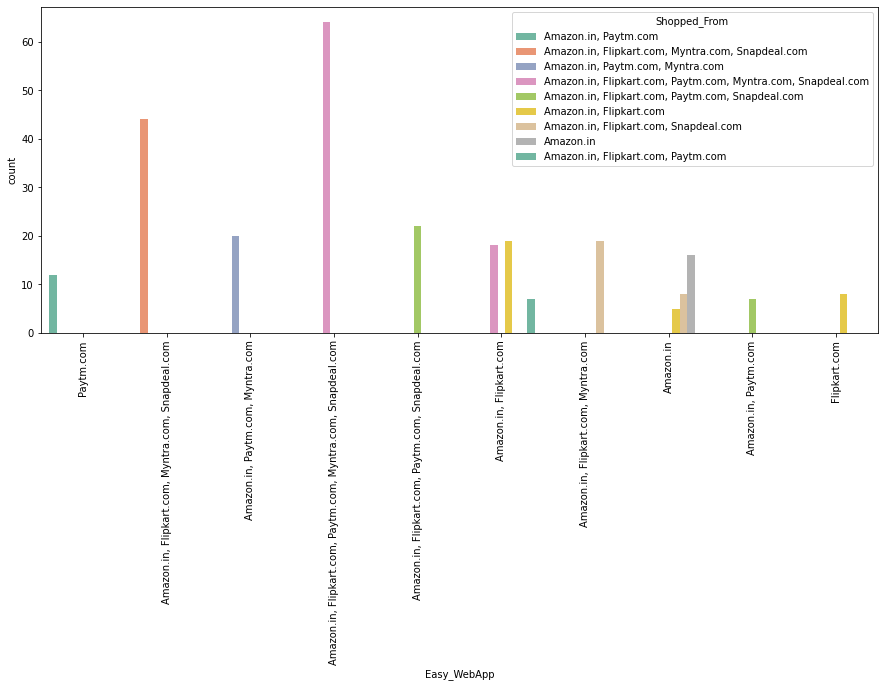 Shopped_From
Amazon.in, Paytm.com
Amazon.in, Flipkart.com, Myntra.com, Snapdeal.com
Amazon.in, Paytm.com, Myntra.com
Amazon.in, Flipkart.com, Paytm.com, Myntra.com, Snapdeal.com
Amazon.in, Flipkart.com, Paytm.com, Snapdeal.com
Amazon.in, Flipkart.com
Amazon.in, Flipkart.com, Snapdeal.com
Amazon.in
Amazon.in, Flipkart.com, Paytm.com
60
50
40
30
20
10
0
count
Paytm.com
Amazon.in, Flipkart.com, Myntra.com, Snapdeal.com
Amazon.in, Paytm.com, Myntra.com
Amazon.in, Flipkart.com, Paytm.com, Myntra.com, Snapdeal.com
Amazon.in, Flipkart.com, Paytm.com, Snapdeal.com
Amazon.in, Flipkart.com
Amazon.in, Flipkart.com, Myntra.com
Amazon.in
Amazon.in, Paytm.com
Flipkart.com
Easy_WebApp